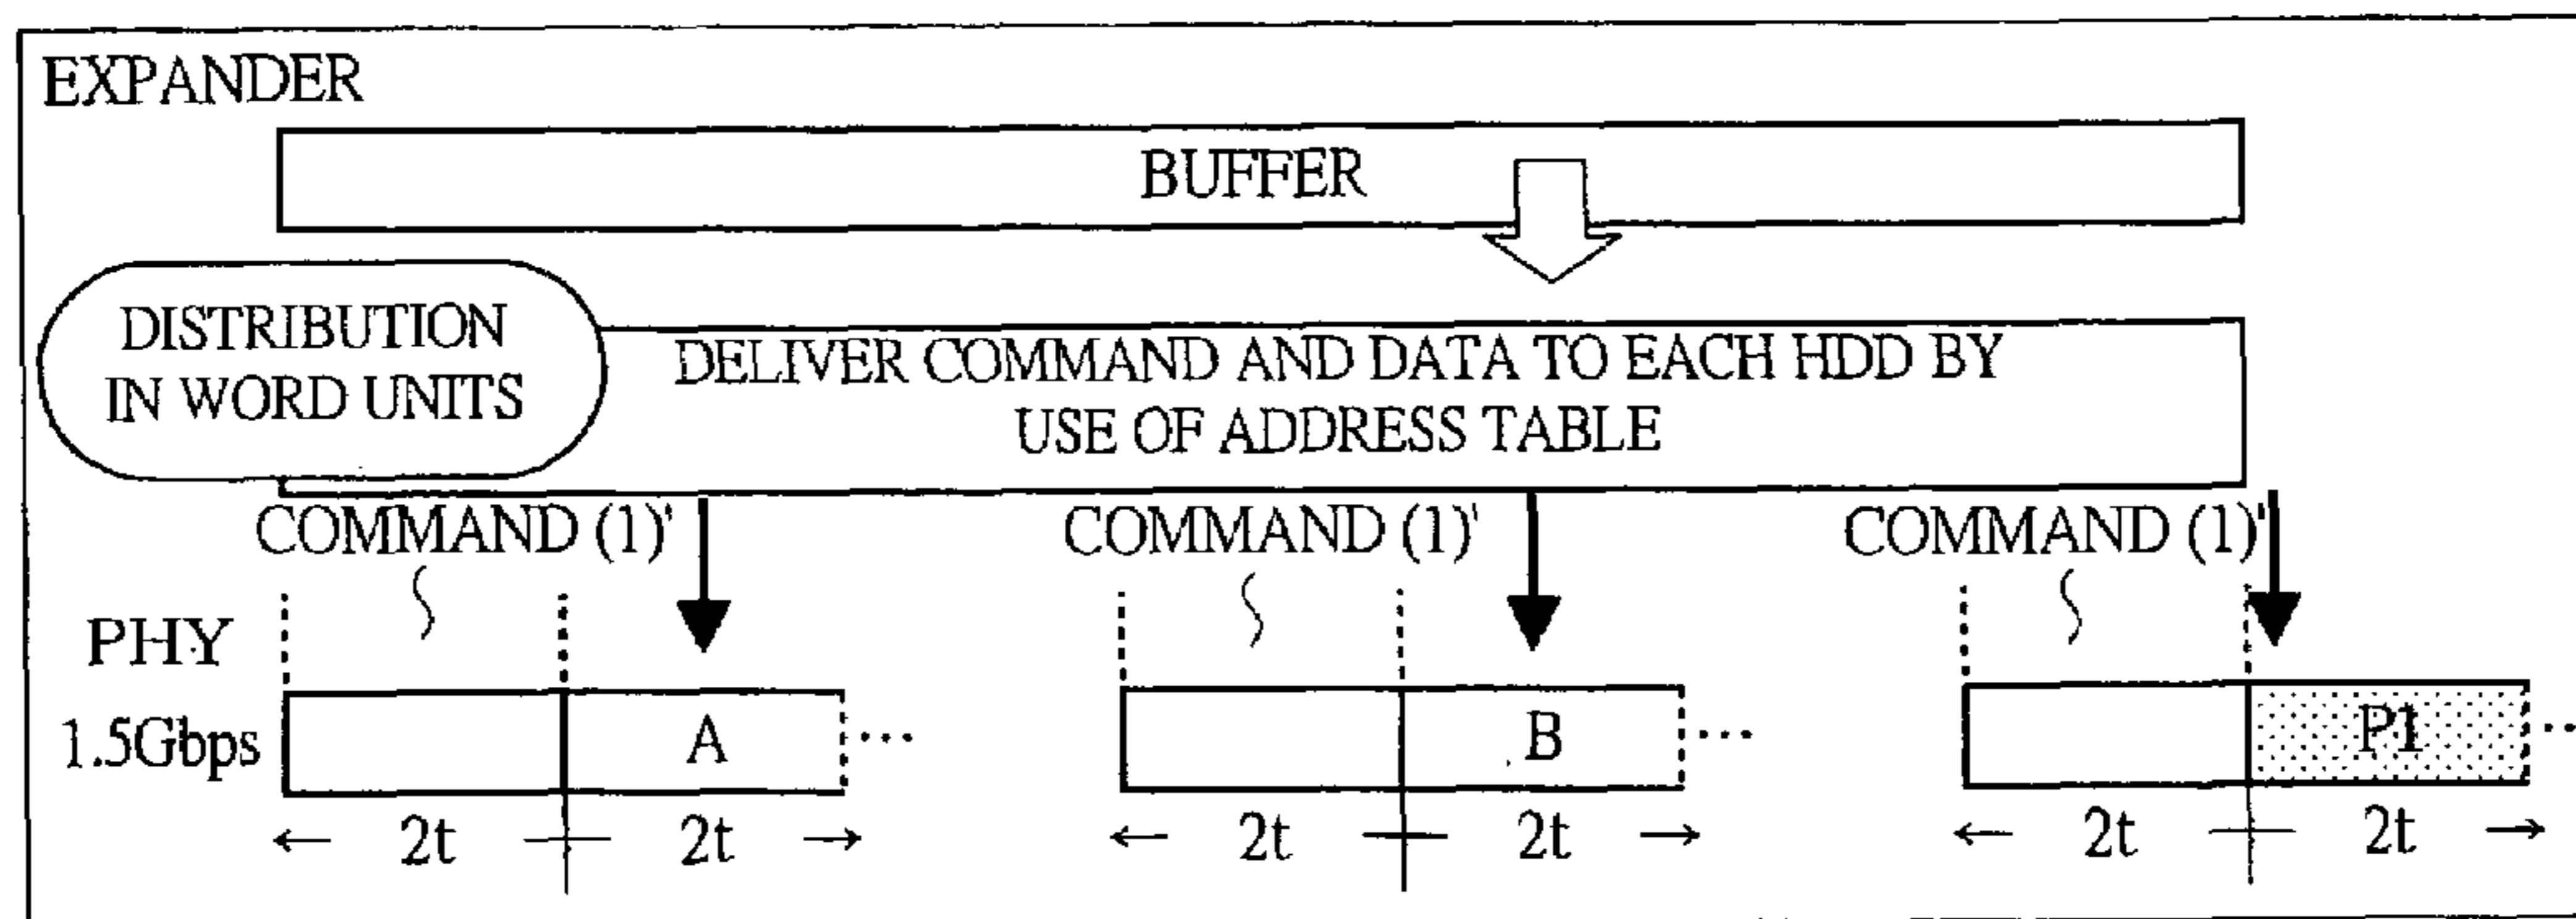 EXPANDER
BUFFER
DISTRIBUTION
IN WORD UNITS
DELIVER COMMAND AND DATA TO EACH HDD BY
USE OF ADDRESS TABLE
COMMAND (1)' COMMAND (1)' COMMAND (1)'
PHY
1.5Gbps A ... B ... P1 ...
← 2t 2t → ← 2t 2t → ← 2t 2t →